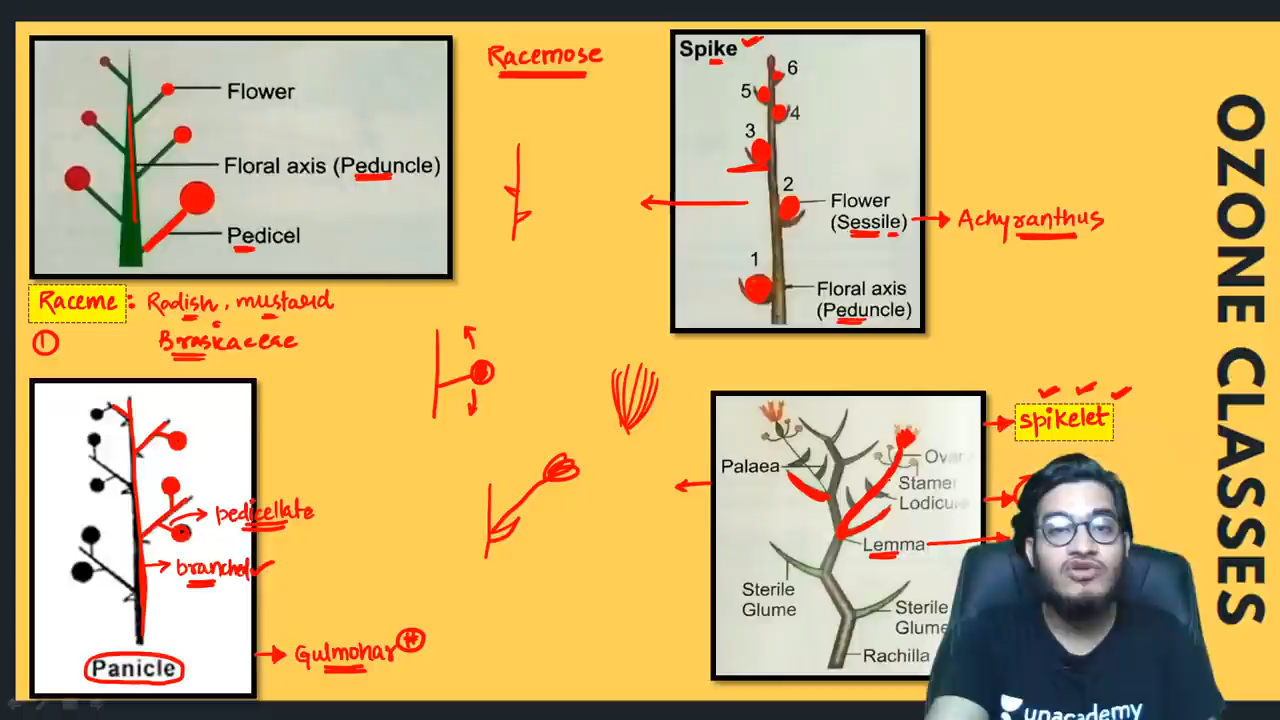 Racemose
Flower
Floral axis (Peduncle)
Pedicel
Raceme : Radish, mustard
①
Brassicaceae
Spike
6
5
4
3
2
1
Flower
(Sessile)
Achyranthus
Floral axis
(Peduncle)
pedicellate
branched
Panicle
Gulmohar
spikelet
Palaea
Stamen
Lodicule
Lemma
Sterile
Glume
Sterile
Glume
Rachilla
OZONE CLASSES
unacademy